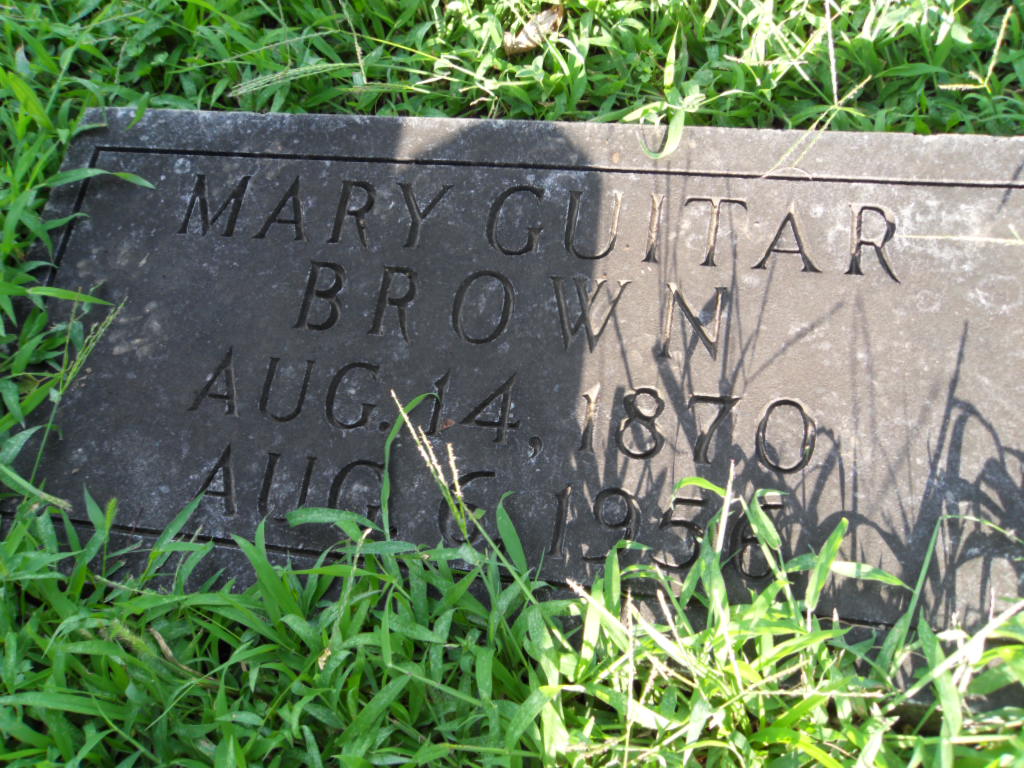 MARY GUITAR
BROWN
AUG. 14, 1870
AUG. 6, 1956